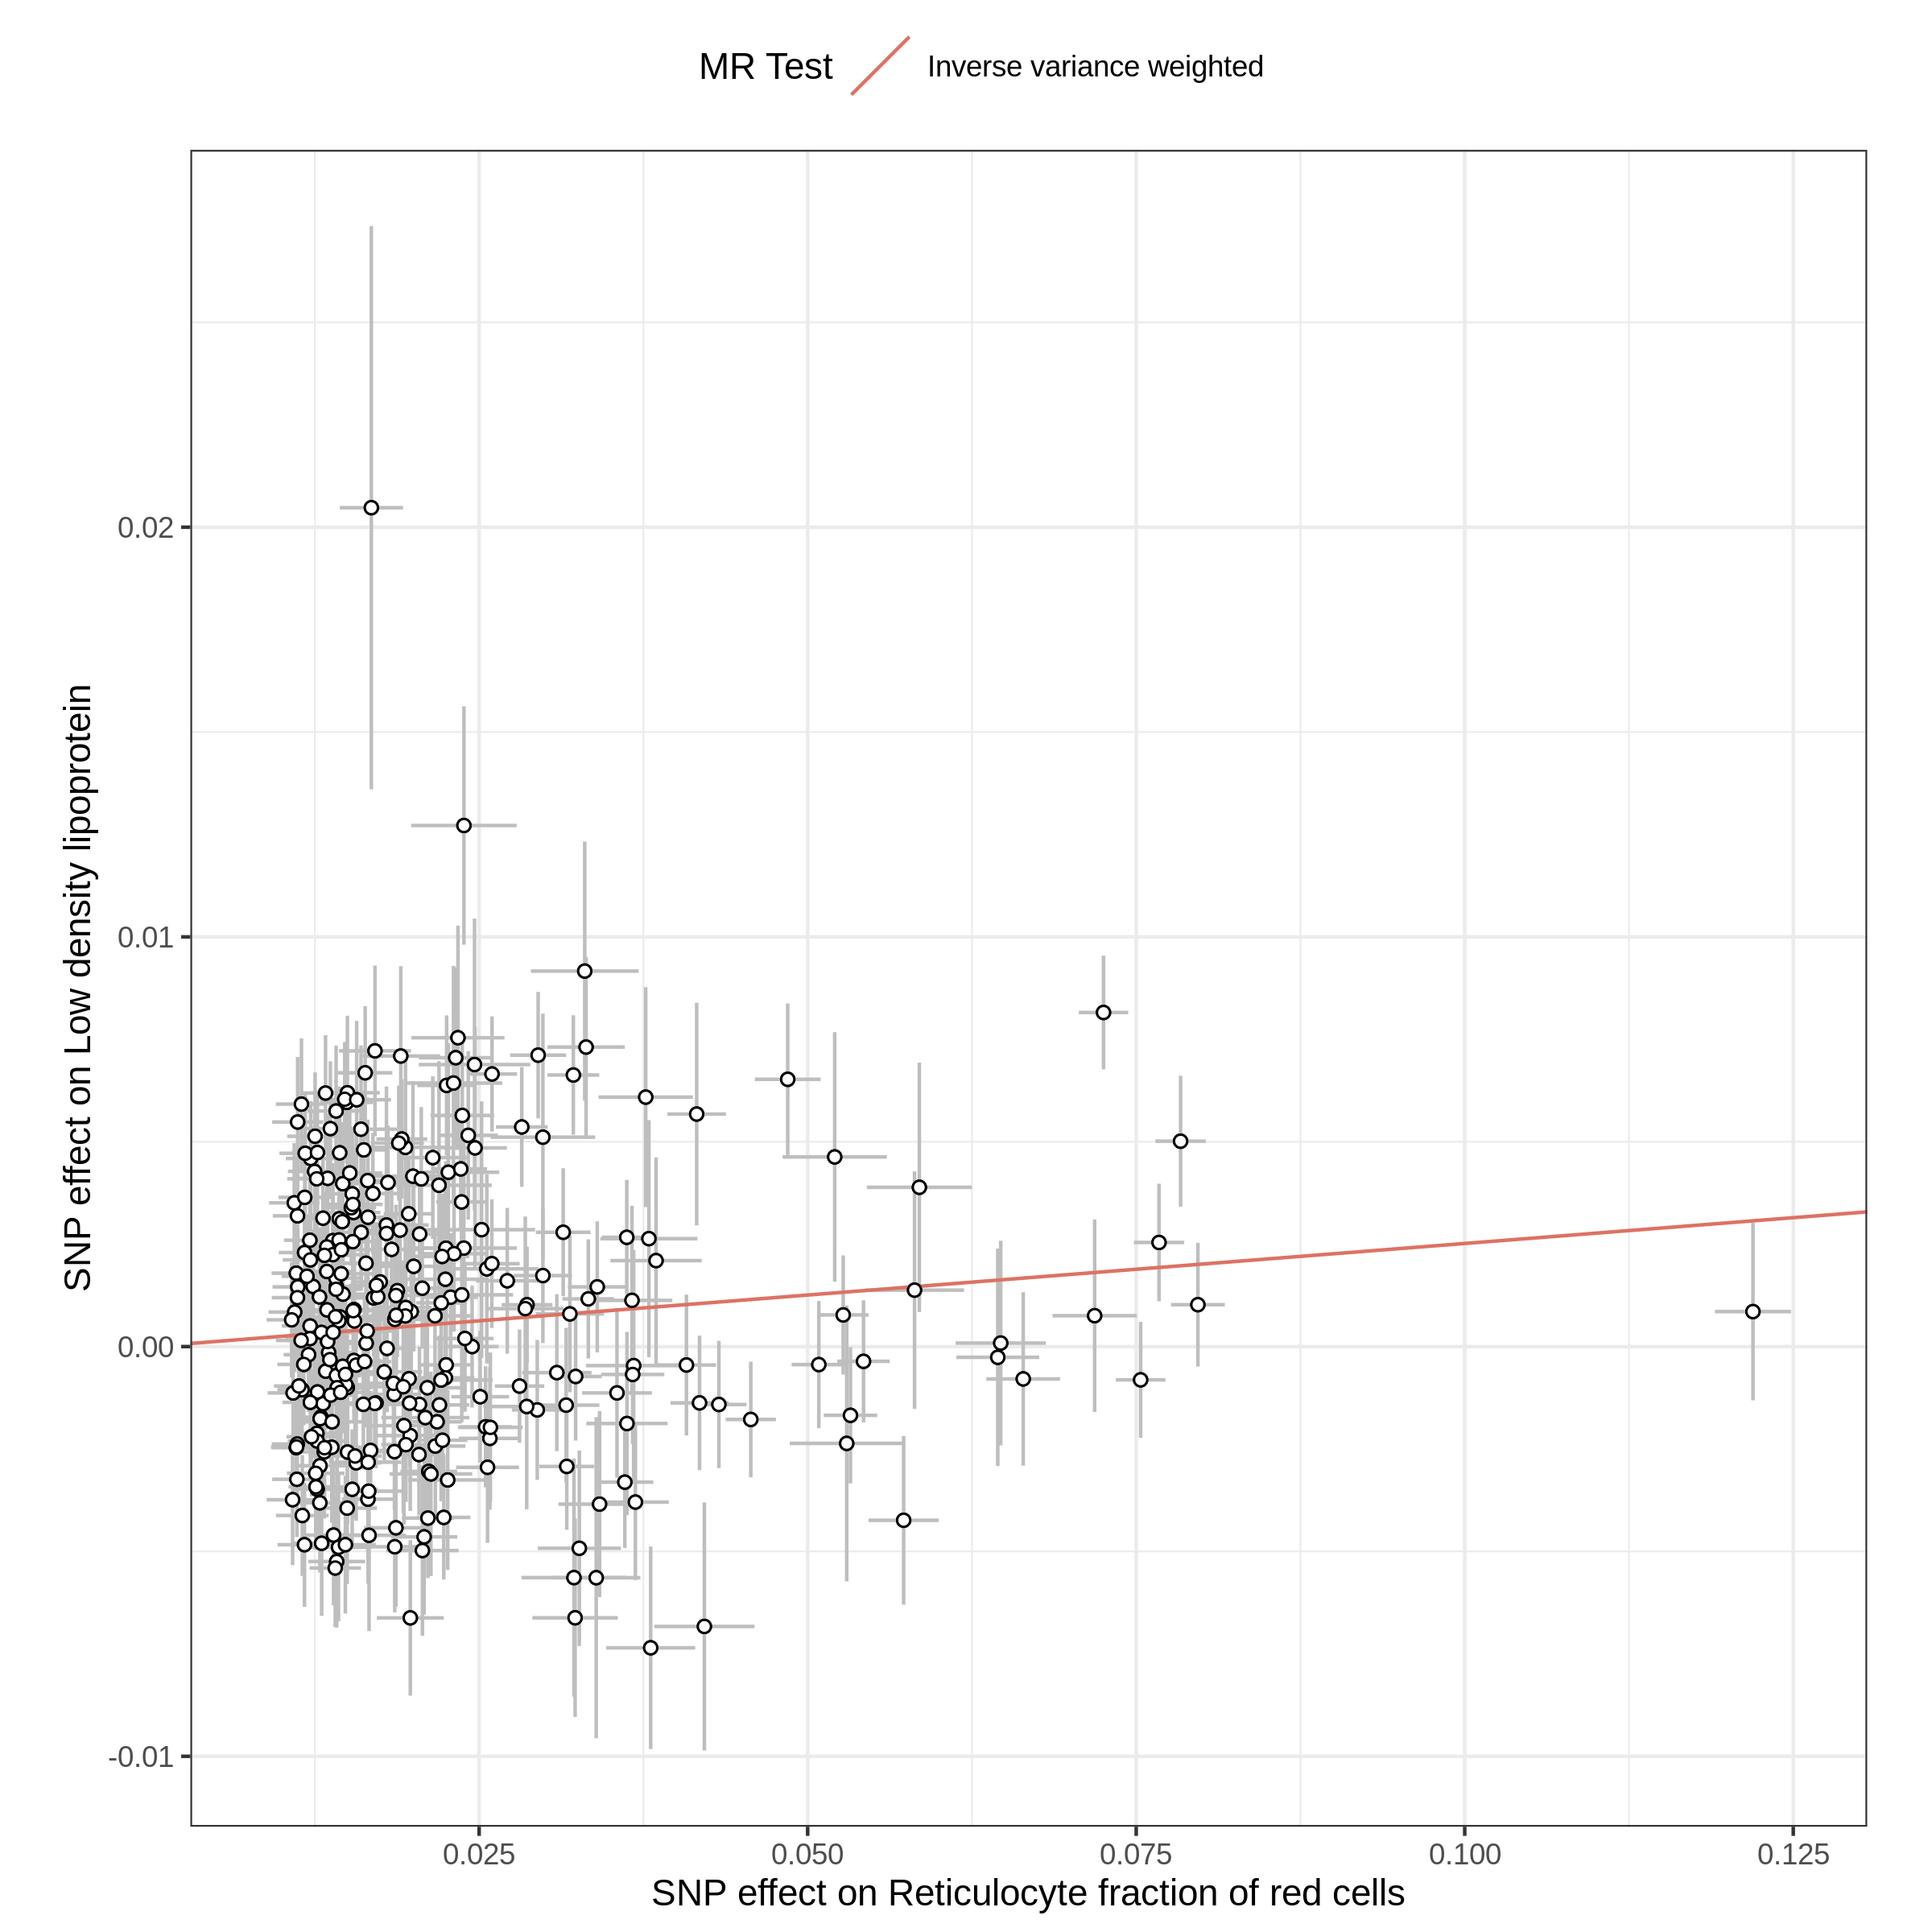 MR Test
Inverse variance weighted
SNP effect on Low density lipoprotein
0.02
0.01
0.00
-0.01
0.025
0.050
0.075
0.100
0.125
SNP effect on Reticulocyte fraction of red cells